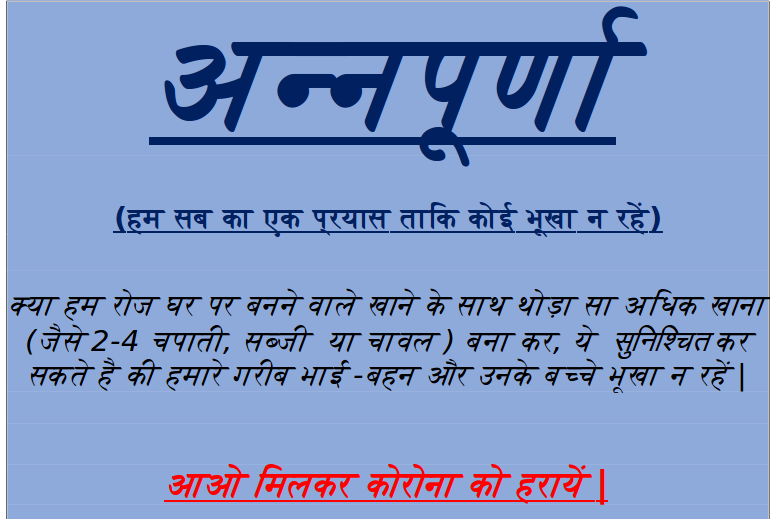 अन्नपूर्णा
(हम सब का एक प्रयास ताकि कोई भूखा न रहें)
क्या हम रोज घर पर बनने वाले खाने के साथ थोड़ा सा अधिक खाना
(जैसे 2-4 चपाती, सब्जी या चावल ) बना कर, ये सुनिश्चित कर
सकते है की हमारे गरीब भाई -बहन और उनके बच्चे भूखा न रहें |
आओ मिलकर कोरोना को हरायें |